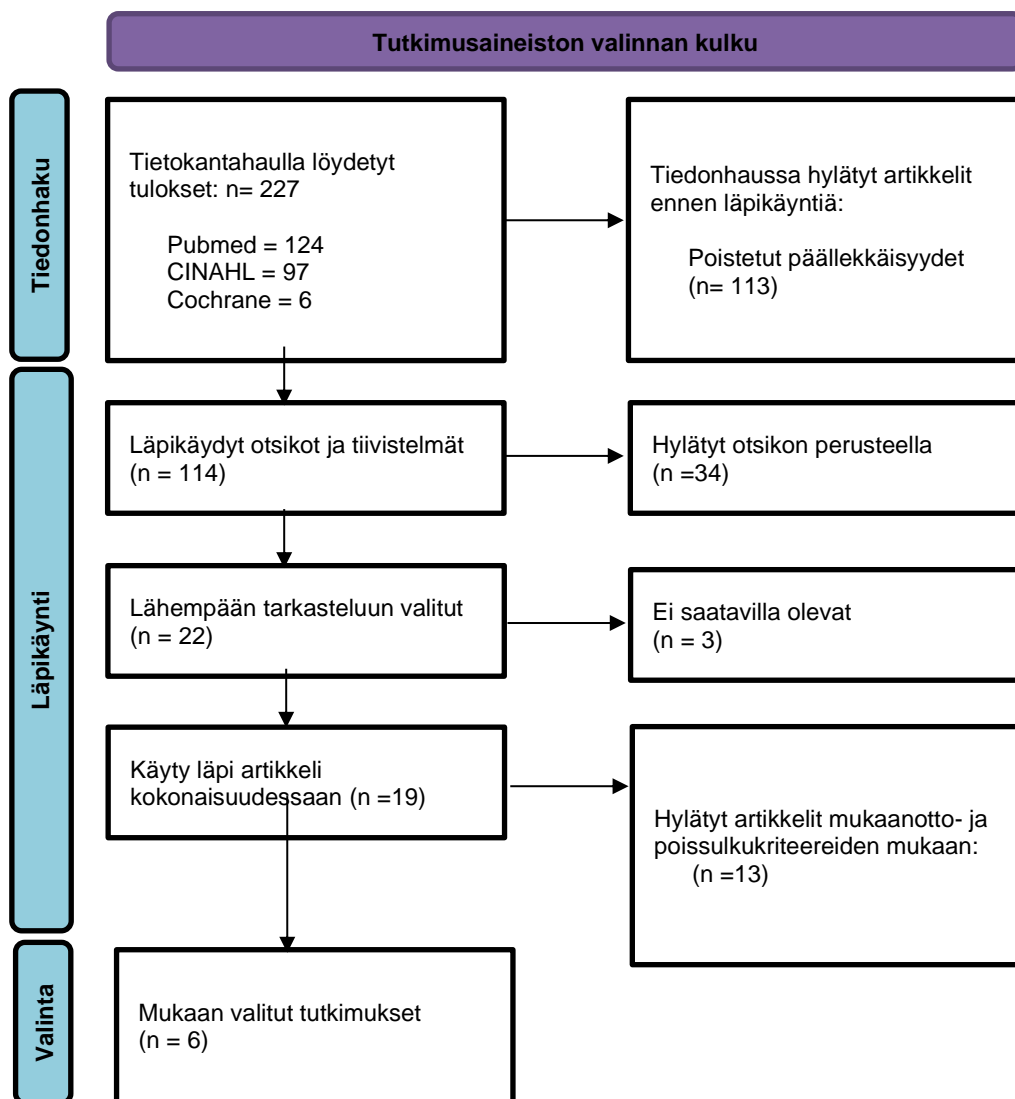 Tutkimusaineiston valinnan kulku
Tiedonhaku
Tietokantahaulla löydetyt
tulokset: n= 227
Pubmed = 124
CINAHL = 97
Cochrane = 6
Tiedonhaussa hylätyt artikkelit
ennen läpikäyntiä:
Poistetut päällekkäisyydet
(n= 113)
Läpikäynti
Läpikäydyt otsikot ja tiivistelmät
(n = 114)
Hylätyt otsikon perusteella
(n =34)
Lähempään tarkasteluun valitut
(n = 22)
Ei saatavilla olevat
(n = 3)
Käyty läpi artikkeli
kokonaisuudessaan (n =19)
Hylätyt artikkelit mukaanotto- ja
poissulkukriteereiden mukaan:
(n =13)
Valinta
Mukaan valitut tutkimukset
(n = 6)